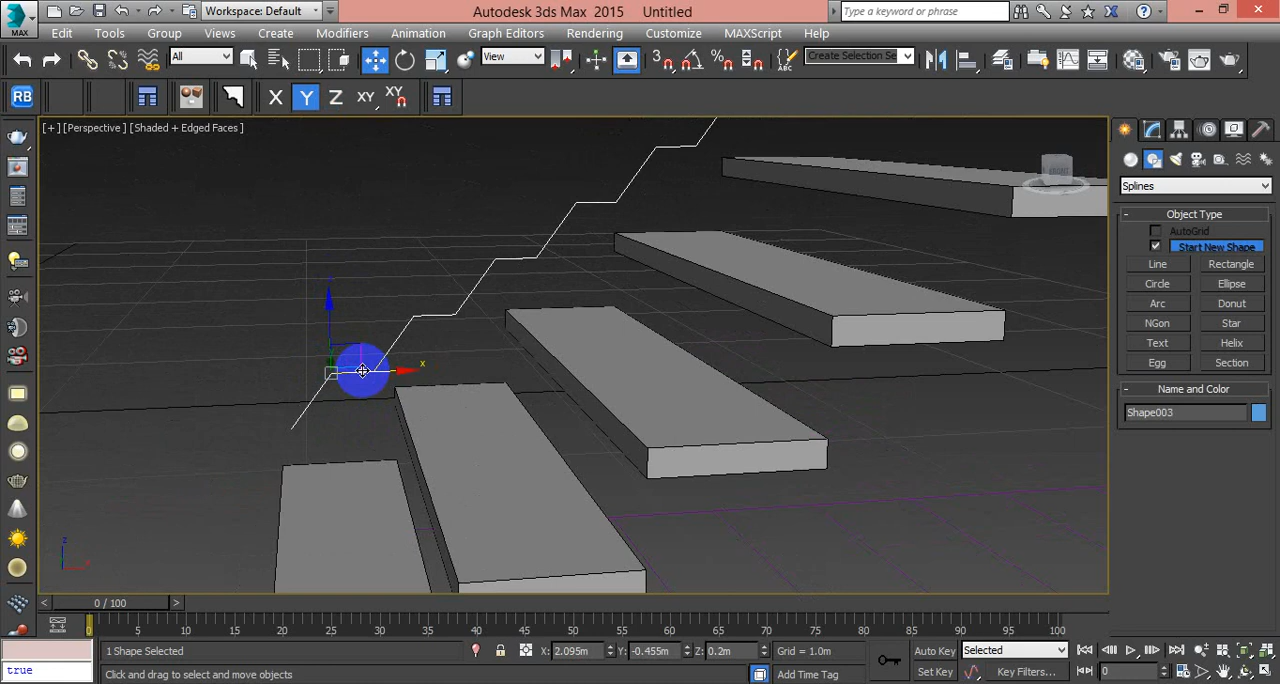 MAX
Workspace: Default
Autodesk 3ds Max 2015 Untitled
Type a keyword or phrase
Edit Tools Group Views Create Modifiers Animation Graph Editors Rendering Customize MAXScript Help
All
View
3
Create Selection Se
RB
X Y Z XY XY
[+] [Perspective] [Shaded + Edged Faces]
FRONT
x
z
x
Splines
- Object Type
AutoGrid
Start New Shape
Line Rectangle
Circle Ellipse
Arc Donut
NGon Star
Text Helix
Egg Section
- Name and Color
Shape003
< 0 / 100 >
0 5 10 15 20 25 30 35 40 45 50 55 60 65 70 75 80 85 90 95 100
1 Shape Selected
X: 2.095m Y: -0.455m Z: 0.2m Grid = 1.0m
Auto Key Selected
true
Click and drag to select and move objects
Add Time Tag
Set Key Key Filters...
0